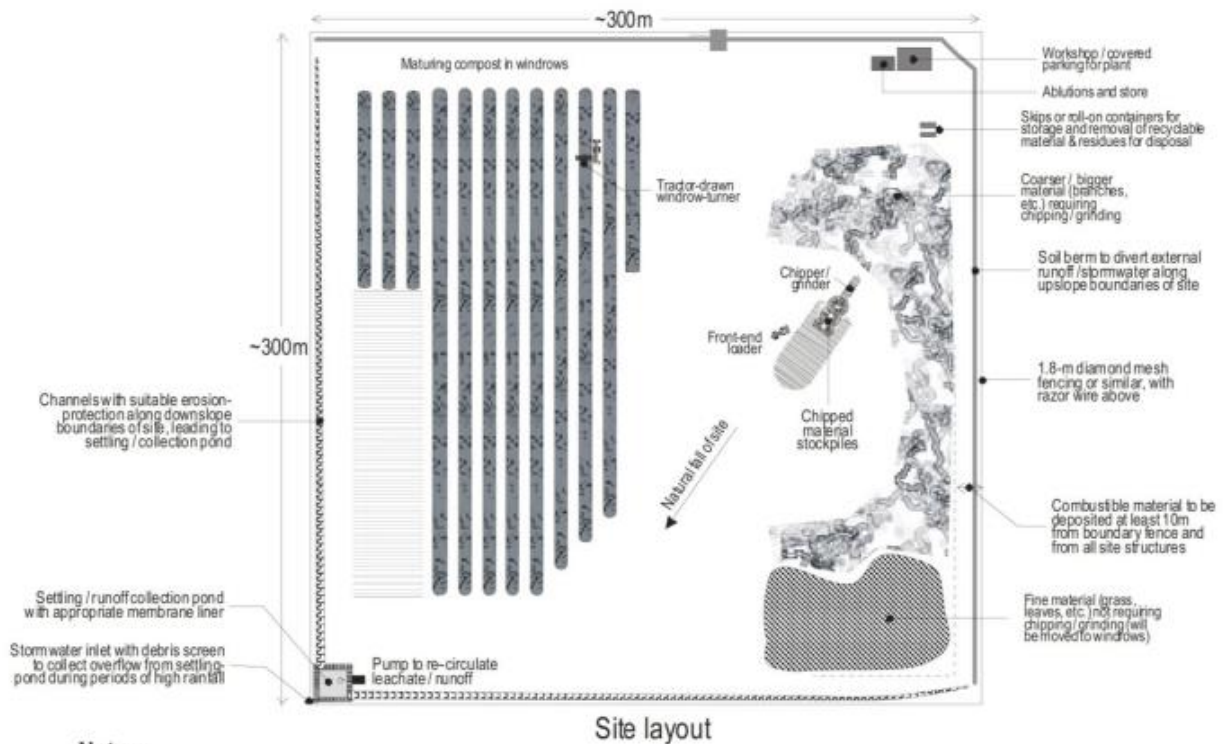 ~300m
Maturing compost in windrows
Workshop / covered
parking for plant
Ablutions and store
Skips or roll-on containers for
storage and removal of recyclable
material & residues for disposal
Tractor-drawn
windrow-turner
Coarser / bigger
material (branches,
etc.) requiring
chipping / grinding
Chipper/
grinder
Soil berm to divert external
runoff / stormwater along
upslope boundaries of site
Front-end
loader
~300m
1.8-m diamond mesh
fencing or similar, with
razor wire above
Channels with suitable erosion-
protection along downslope
boundaries of site, leading to
settling / collection pond
Chipped
material
stockpiles
Natural fall of site
Combustible material to be
deposited at least 10m
from boundary fence and
from all site structures
Settling / runoff collection pond
with appropriate membrane liner
Fine material (grass,
leaves, etc.) not requiring
chipping / grinding (will
be moved to windrows)
Stormwater inlet with debris screen
to collect overflow from settling-
pond during periods of high rainfall
Pump to re-circulate
leachate / runoff
Site layout